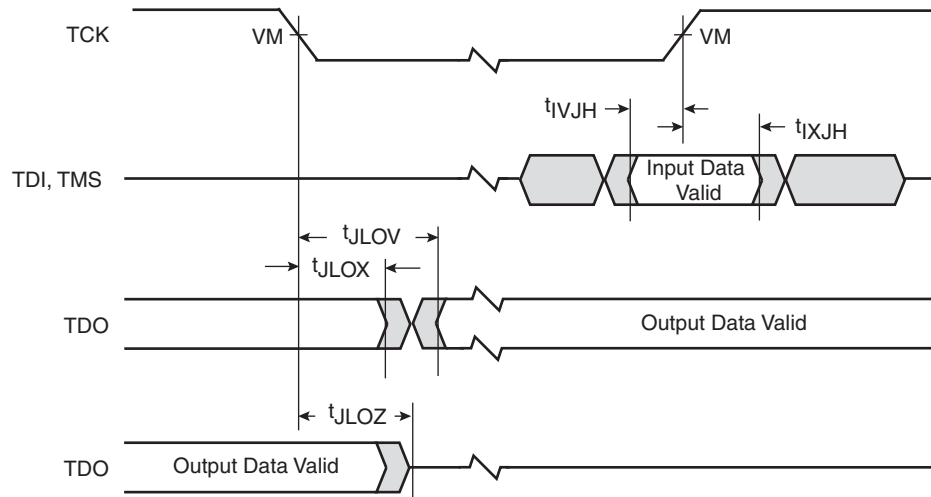 TCK
VM
VM
tIVJH
tIXJH
TDI, TMS
Input Data
Valid
tJLOV
tJLOX
TDO
Output Data Valid
tJLOZ
TDO
Output Data Valid